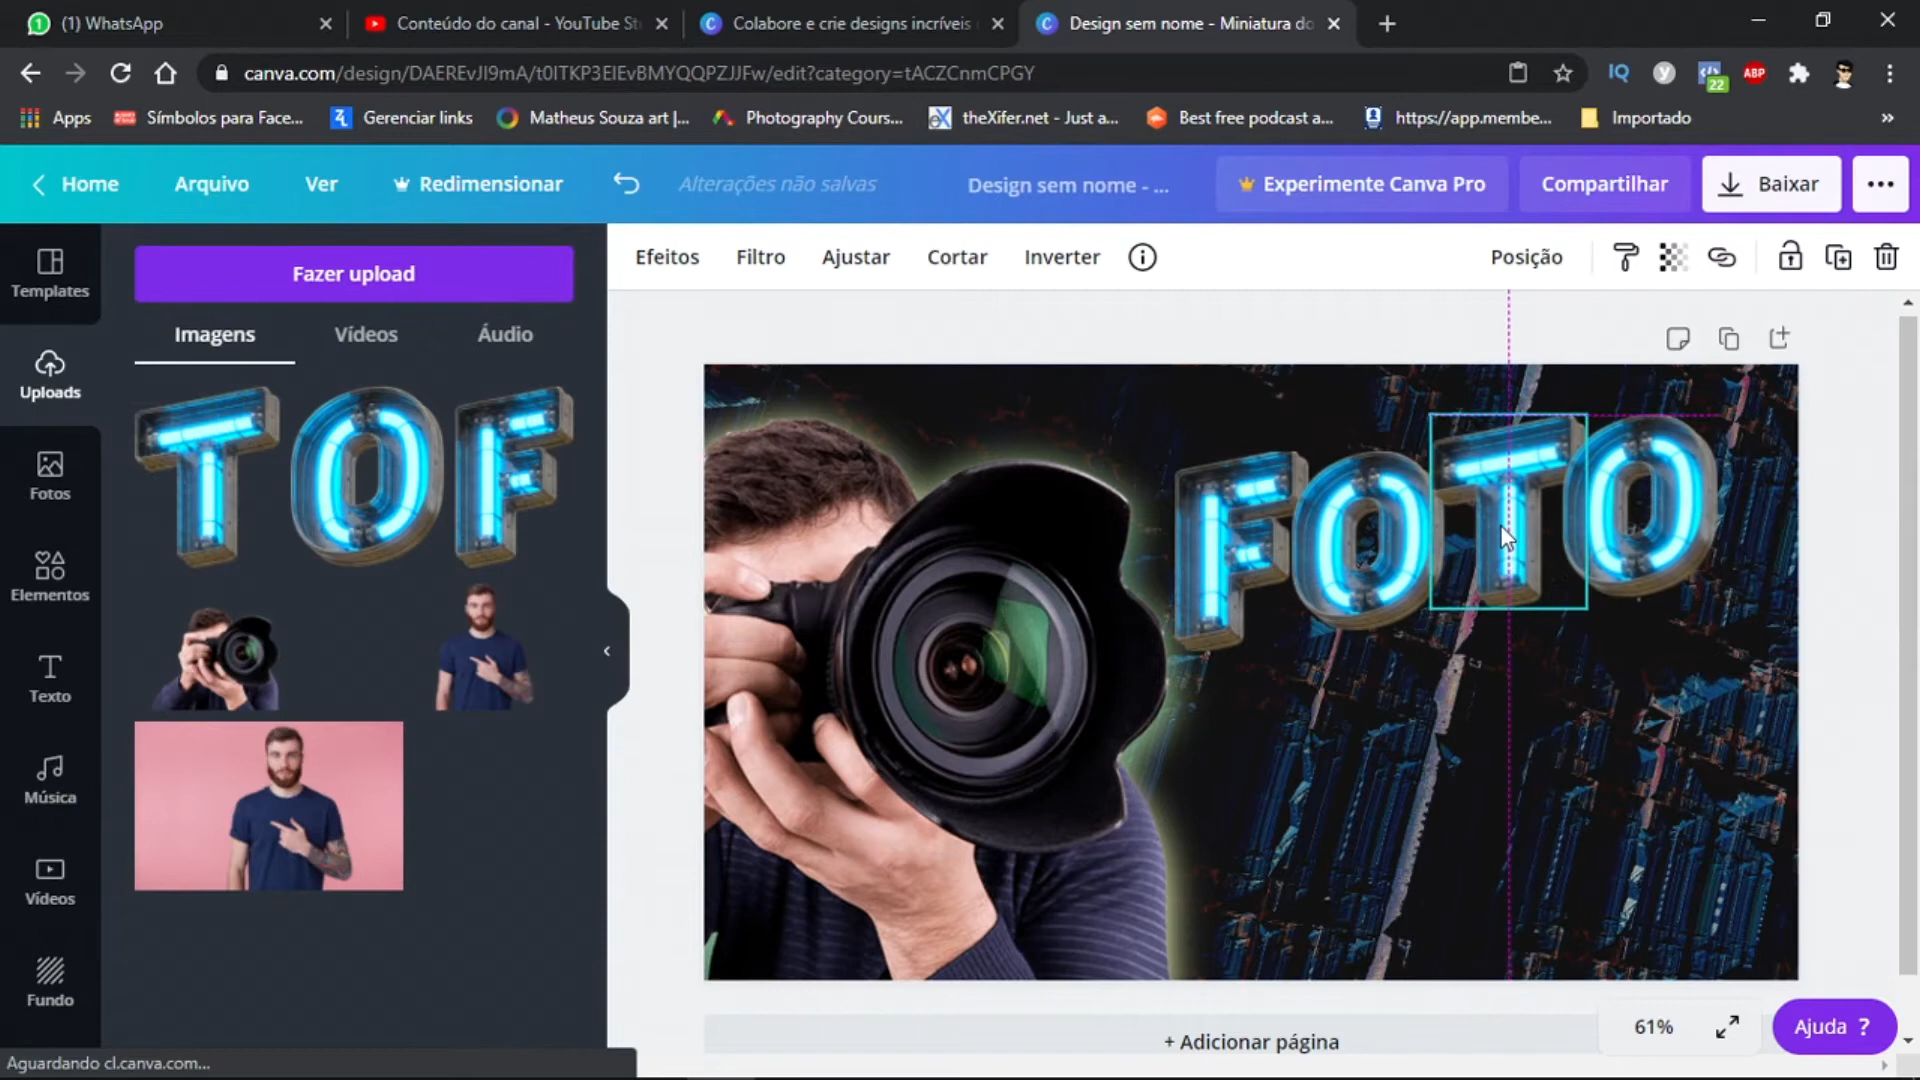 (1) WhatsApp
Conteúdo do canal - YouTube St
Colabore e crie designs incríveis
Design sem nome - Miniatura do
canva.com/design/DAEREvJI9mA/t0ITKP3EIEvBMYQQPZJJFw/edit?category=tACZCnmCPGY
IQ
y
22
ABP
Apps
Símbolos para Face...
Gerenciar links
Matheus Souza art |...
Photography Cours...
theXifer.net - Just a...
Best free podcast a...
https://app.membe...
Importado
»
Home
Arquivo
Ver
Redimensionar
Alterações não salvas
Design sem nome - ...
Experimente Canva Pro
Compartilhar
Baixar
Templates
Uploads
Fotos
Elementos
Texto
Música
Vídeos
Fundo
Fazer upload
Imagens
Vídeos
Áudio
T O F
Efeitos
Filtro
Ajustar
Cortar
Inverter
Posição
FOTO
+ Adicionar página
61%
Ajuda ?
Aguardando cl.canva.com...